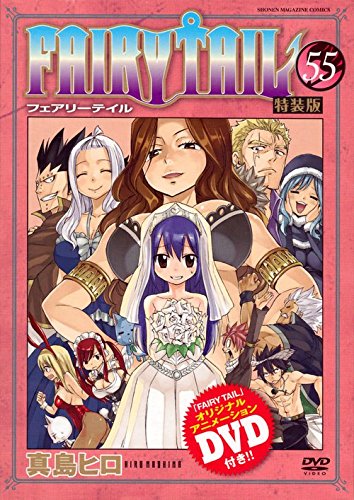 SHONEN MAGAZINE COMICS
FAIRY TAIL
55
フェアリーテイル
特装版
「FAIRY TAIL」
オリジナル
アニメーション
DVD
付き!!
真島ヒロ
HIRO MASHIMA
DVD
VIDEO